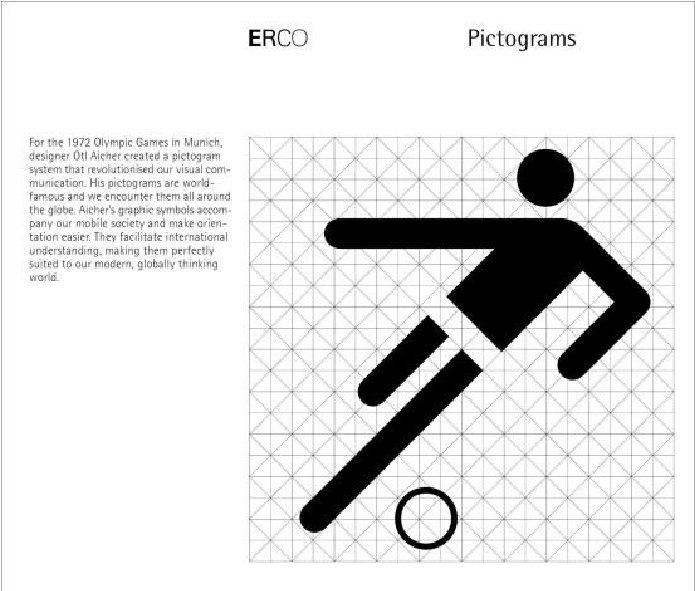 ERCO
Pictograms
For the 1972 Olympic Games in Munich,
designer Otl Aicher created a pictogram
system that revolutionised our visual com-
munication. His pictograms are world-
famous and we encounter them all around
the globe. Aicher's graphic symbols accom-
pany our mobile society and make orien-
tation easier. They facilitate international
understanding, making them perfectly
suited to our modern, globally thinking
world.